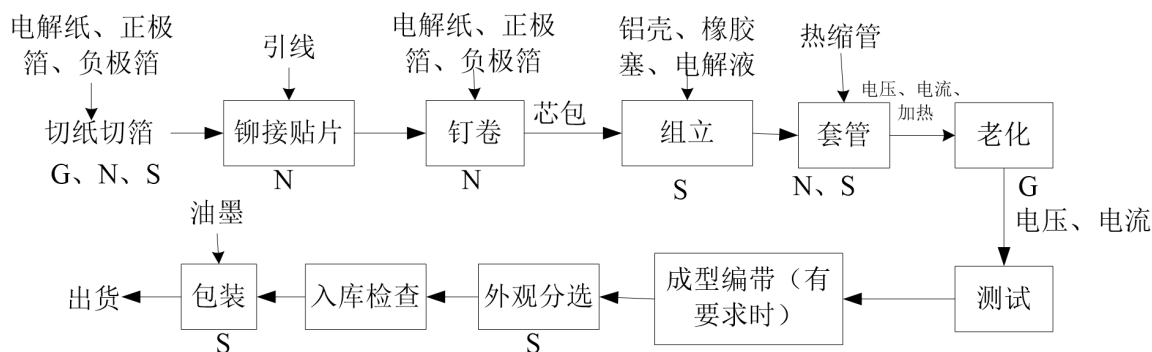 电解纸、正极
箔、负极箔
引线
电解纸、正极
箔、负极箔
铝壳、橡胶
塞、电解液
热缩管
电压、电流、
加热
切纸切箔
铆接贴片
钉卷
芯包
组立
套管
老化
G、N、S
N
N
S
N、S
G
电压、电流
油墨
出货
包装
入库检查
外观分选
成型编带（有
要求时）
测试
S
S